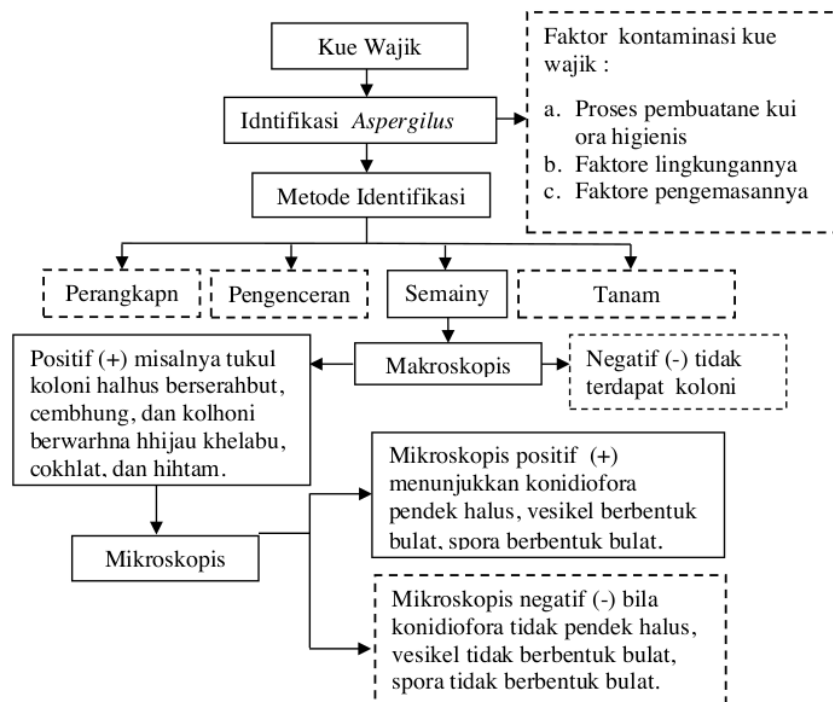 Kue Wajik
Idntifikasi Aspergilus
Faktor kontaminasi kue
wajik :
a. Proses pembuatane kui
ora higienis
b. Faktore lingkungannya
c. Faktore pengemasannya
Metode Identifikasi
Perangkapn
Pengenceran
Semainy
Tanam
Makroskopis
Positif (+) misalnya tukul
koloni halhus berserahbut,
cembhung, dan kolhoni
berwarhna hhijau khelabu,
cokhlat, dan hihtam.
Negatif (-) tidak
terdapat koloni
Mikroskopis
Mikroskopis positif (+)
menunjukkan konidiofora
pendek halus, vesikel berbentuk
bulat, spora berbentuk bulat.
Mikroskopis negatif (-) bila
konidiofora tidak pendek halus,
vesikel tidak berbentuk bulat,
spora tidak berbentuk bulat.